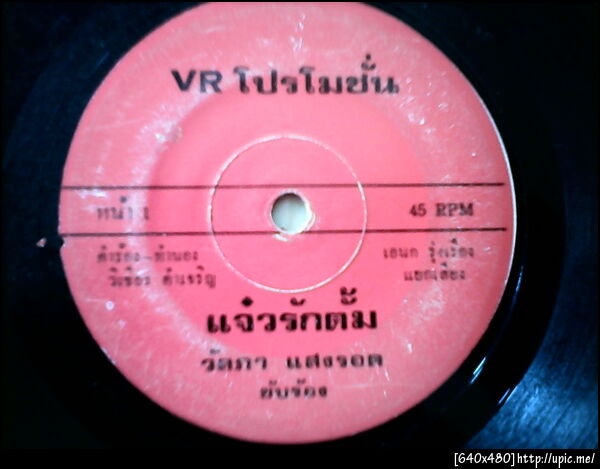 VR โปรโมชั่น
หน้า 1
45 RPM
คำร้อง-ทำนอง
เอนก รุ่งเรือง
วิเชียร คำเจริญ
แยกเสียง
แจ๋วรักตั้ม
วัลภา แสงรอด
ขับร้อง
[640x480]http://upic.me/